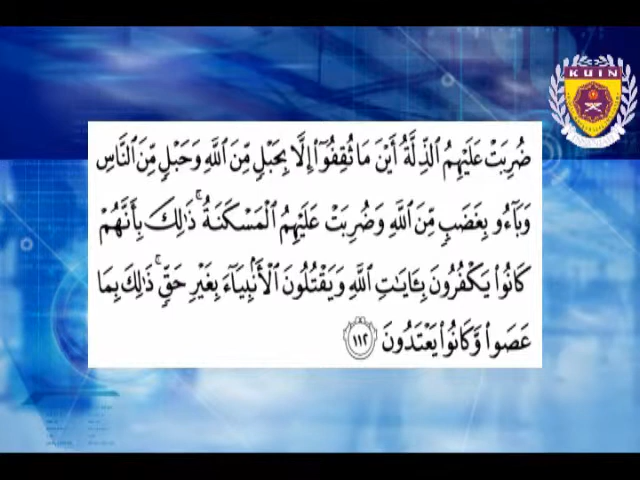 KUIN
ضُرِبَتْ عَلَيْهِمُ ٱلذِّلَّةُ أَيْنَ مَا ثُقِفُوٓا۟ إِلَّا بِحَبْلٍ مِّنَ ٱللَّهِ وَحَبْلٍ مِّنَ ٱلنَّاسِ
وَبَآءُو بِغَضَبٍ مِّنَ ٱللَّهِ وَضُرِبَتْ عَلَيْهِمُ ٱلْمَسْكَنَةُ ۚ ذَٰلِكَ بِأَنَّهُمْ
كَانُوا۟ يَكْفُرُونَ بِـَٔايَٰتِ ٱللَّهِ وَيَقْتُلُونَ ٱلْأَنۢبِيَآءَ بِغَيْرِ حَقٍّ ۚ ذَٰلِكَ بِمَا
عَصَوا۟ وَّكَانُوا۟ يَعْتَدُونَ ١١٢